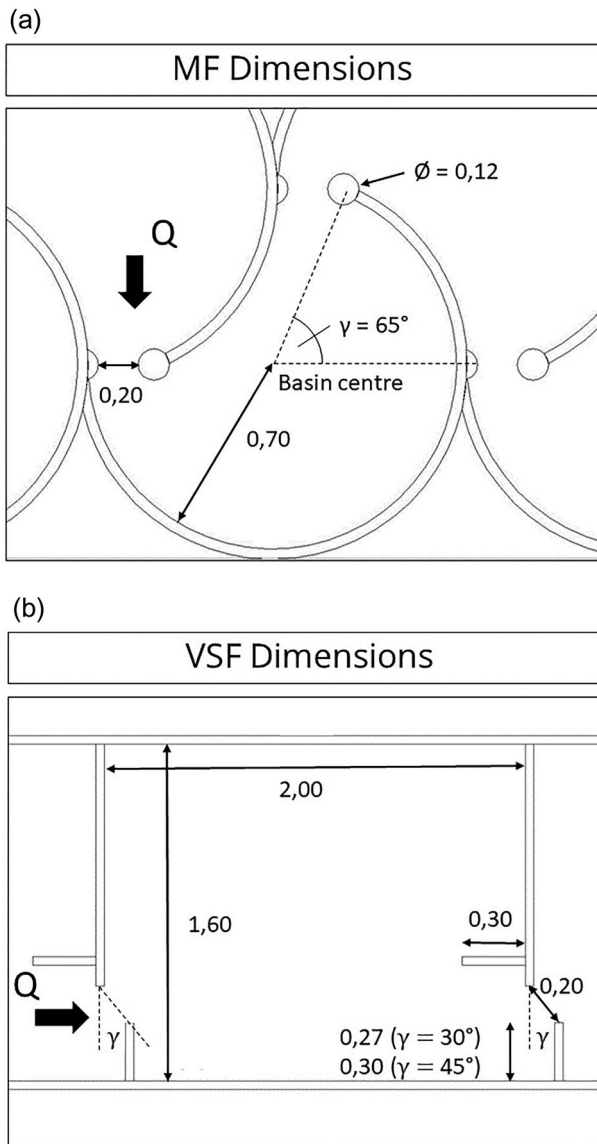 (a)
MF Dimensions
Ø = 0,12
Q
γ = 65°
0,20
Basin centre
0,70
(b)
VSF Dimensions
2,00
1,60
0,30
Q
0,20
γ
0,27 (γ = 30°)
γ
0,30 (γ = 45°)